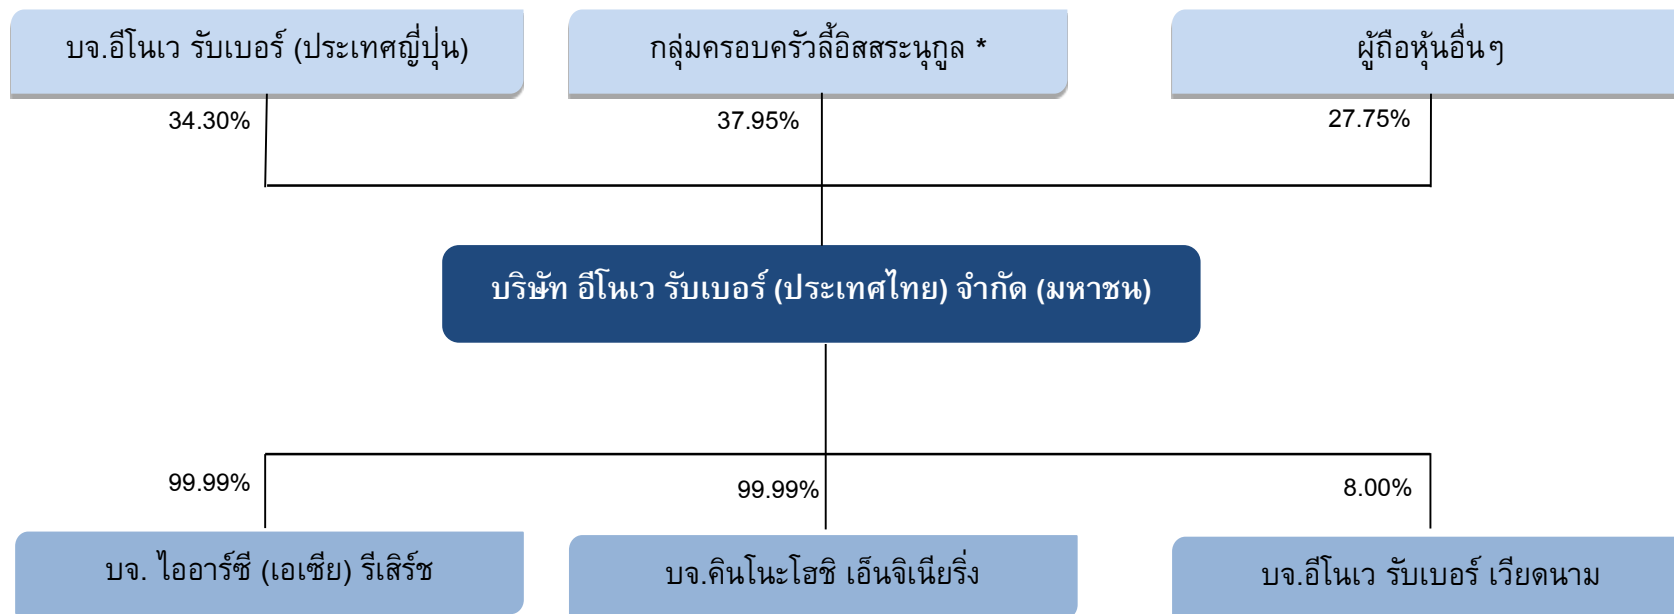 บจ.อีโนเว รับเบอร์ (ประเทศญี่ปุ่น)
กลุ่มครอบครัวลี้อิสสระนุกูล *
ผู้ถือหุ้นอื่นๆ
34.30%
37.95%
27.75%
บริษัท อีโนเว รับเบอร์ (ประเทศไทย) จำกัด (มหาชน)
99.99%
99.99%
8.00%
บจ. ไออาร์ซี (เอเซีย) รีเสิร์ช
บจ.คินโนะโฮชิ เอ็นจิเนียริ่ง
บจ.อีโนเว รับเบอร์ เวียดนาม